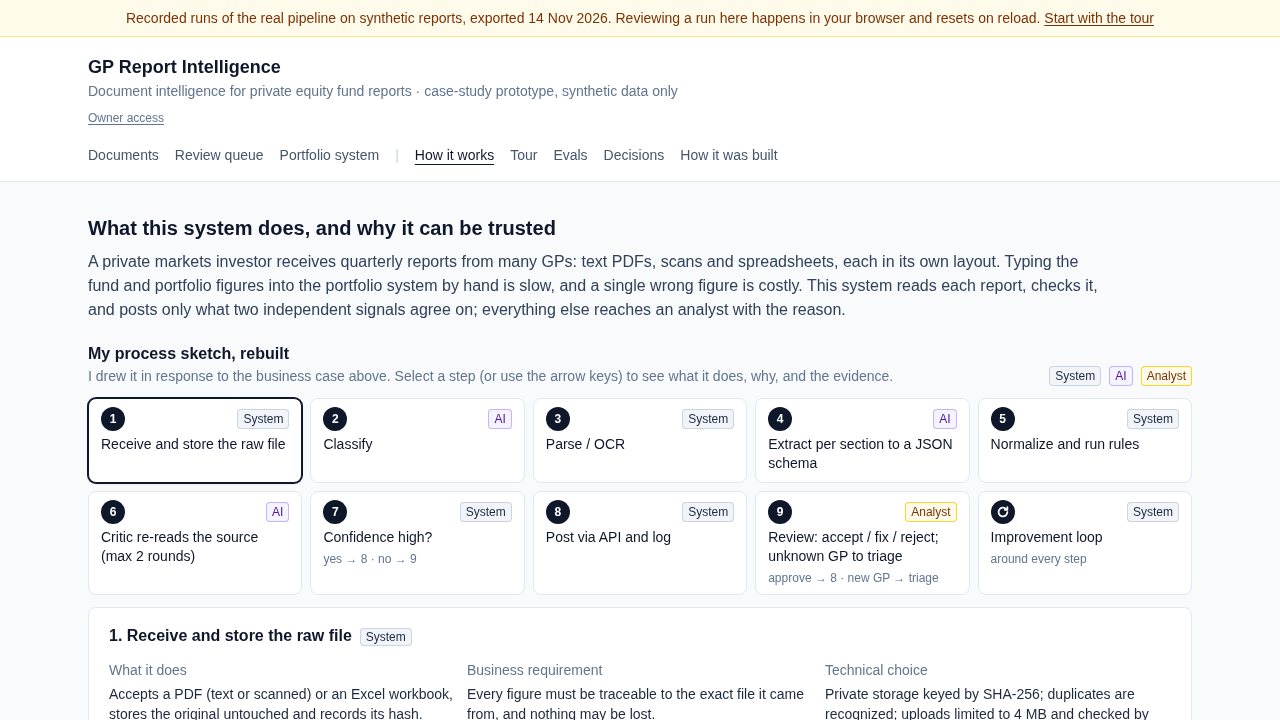 Recorded runs of the real pipeline on synthetic reports, exported 14 Nov 2026. Reviewing a run here happens in your browser and resets on reload. Start with the tour
GP Report Intelligence
Document intelligence for private equity fund reports · case-study prototype, synthetic data only
Owner access
Documents Review queue Portfolio system | How it works Tour Evals Decisions How it was built
What this system does, and why it can be trusted
A private markets investor receives quarterly reports from many GPs: text PDFs, scans and spreadsheets, each in its own layout. Typing the
fund and portfolio figures into the portfolio system by hand is slow, and a single wrong figure is costly. This system reads each report, checks it,
and posts only what two independent signals agree on; everything else reaches an analyst with the reason.
My process sketch, rebuilt
I drew it in response to the business case above. Select a step (or use the arrow keys) to see what it does, why, and the evidence.
System AI Analyst
1 System
Receive and store the raw file
2 AI
Classify
3 System
Parse / OCR
4 AI
Extract per section to a JSON
schema
5 System
Normalize and run rules
6 AI
Critic re-reads the source
(max 2 rounds)
7 System
Confidence high?
yes → 8 · no → 9
8 System
Post via API and log
9 Analyst
Review: accept / fix / reject;
unknown GP to triage
approve → 8 · new GP → triage
System
Improvement loop
around every step
1. Receive and store the raw file System
What it does
Accepts a PDF (text or scanned) or an Excel workbook,
stores the original untouched and records its hash.
Business requirement
Every figure must be traceable to the exact file it came
from, and nothing may be lost.
Technical choice
Private storage keyed by SHA-256; duplicates are
recognized; uploads limited to 4 MB and checked by